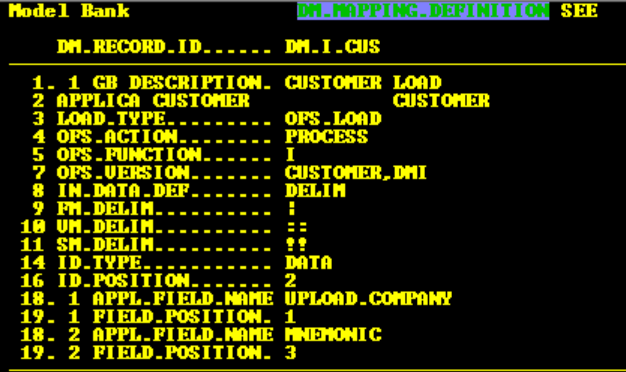 Model Bank DM.MAPPING.DEFINITION SEE
DM.RECORD.ID...... DM.I.CUS
1. 1 GB DESCRIPTION. CUSTOMER LOAD
2 APPLICA CUSTOMER CUSTOMER
3 LOAD.TYPE......... OFS.LOAD
4 OFS.ACTION........ PROCESS
5 OFS.FUNCTION...... I
7 OFS.VERSION....... CUSTOMER,DMI
8 IN.DATA.DEF....... DELIM
9 FM.DELIM.......... |
10 VM.DELIM.......... ::
11 SM.DELIM.......... !!
14 ID.TYPE........... DATA
16 ID.POSITION....... 2
18. 1 APPL.FIELD.NAME UPLOAD.COMPANY
19. 1 FIELD.POSITION. 1
18. 2 APPL.FIELD.NAME MNEMONIC
19. 2 FIELD.POSITION. 3